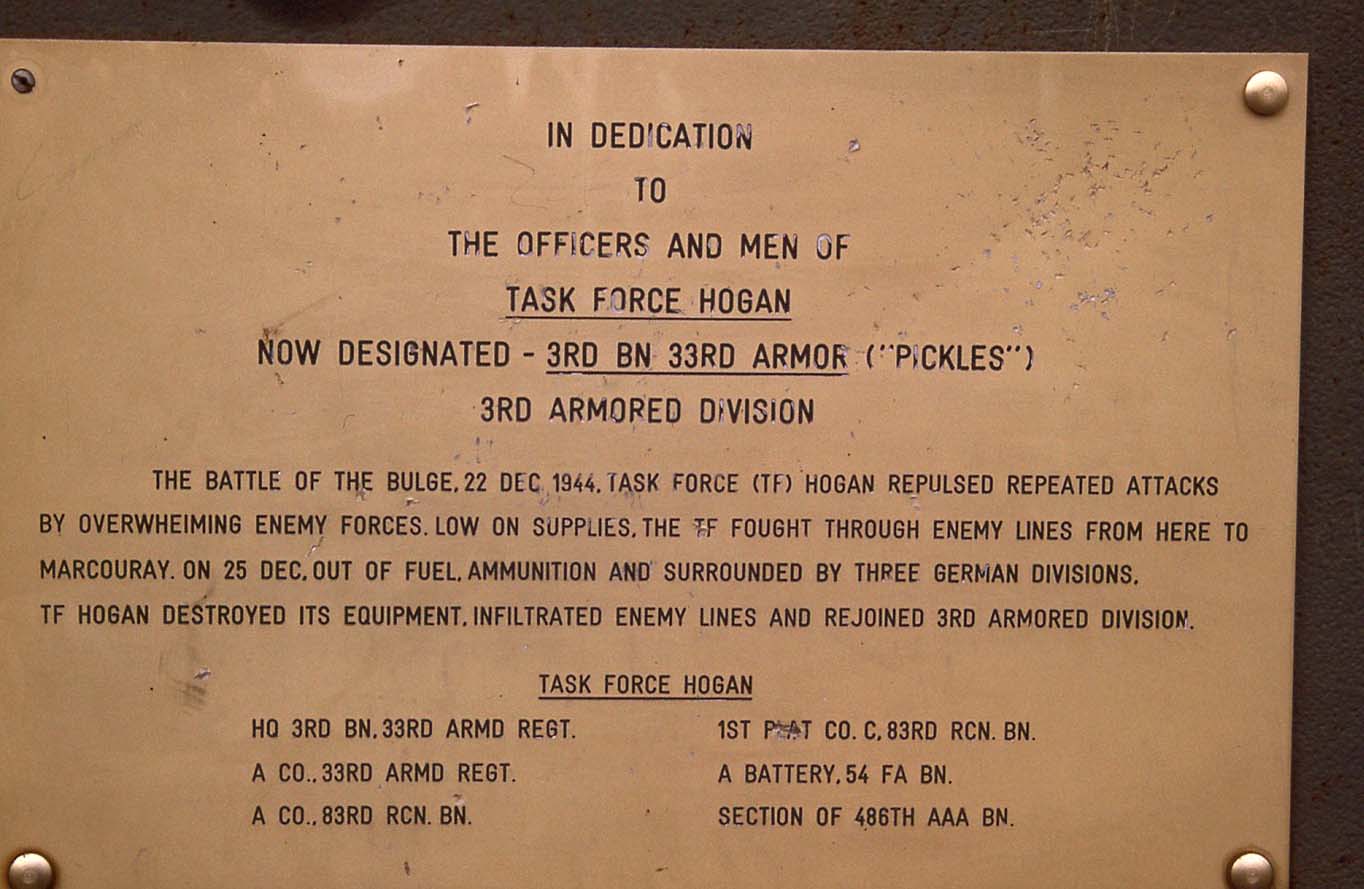 IN DEDICATION
TO
THE OFFICERS AND MEN OF
TASK FORCE HOGAN
NOW DESIGNATED - 3RD BN 33RD ARMOR ("PICKLES")
3RD ARMORED DIVISION
THE BATTLE OF THE BULGE, 22 DEC 1944, TASK FORCE (TF) HOGAN REPULSED REPEATED ATTACKS
BY OVERWHEIMING ENEMY FORCES. LOW ON SUPPLIES, THE TF FOUGHT THROUGH ENEMY LINES FROM HERE TO
MARCOURAY. ON 25 DEC, OUT OF FUEL, AMMUNITION AND SURROUNDED BY THREE GERMAN DIVISIONS,
TF HOGAN DESTROYED ITS EQUIPMENT, INFILTRATED ENEMY LINES AND REJOINED 3RD ARMORED DIVISION.
TASK FORCE HOGAN
HQ 3RD BN, 33RD ARMD REGT.
A CO., 33RD ARMD REGT.
A CO., 83RD RCN. BN.
1ST PLAT CO. C, 83RD RCN. BN.
A BATTERY, 54 FA BN.
SECTION OF 486TH AAA BN.